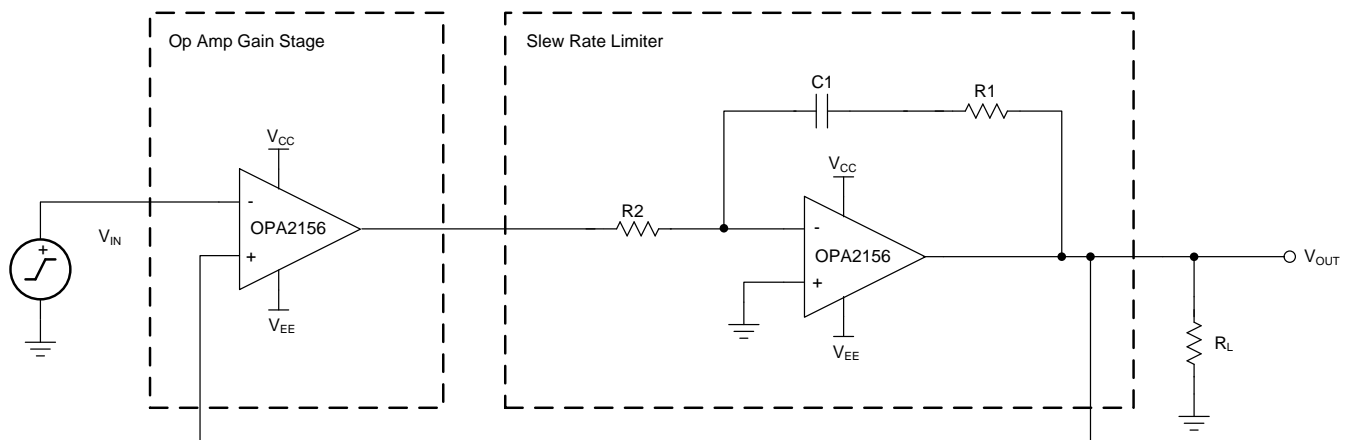 Op Amp Gain Stage
Slew Rate Limiter
C1
R1
VCC
VCC
-
R2
-
OPA2156
VIN
OPA2156
+
+
VOUT
+
VEE
VEE
RL